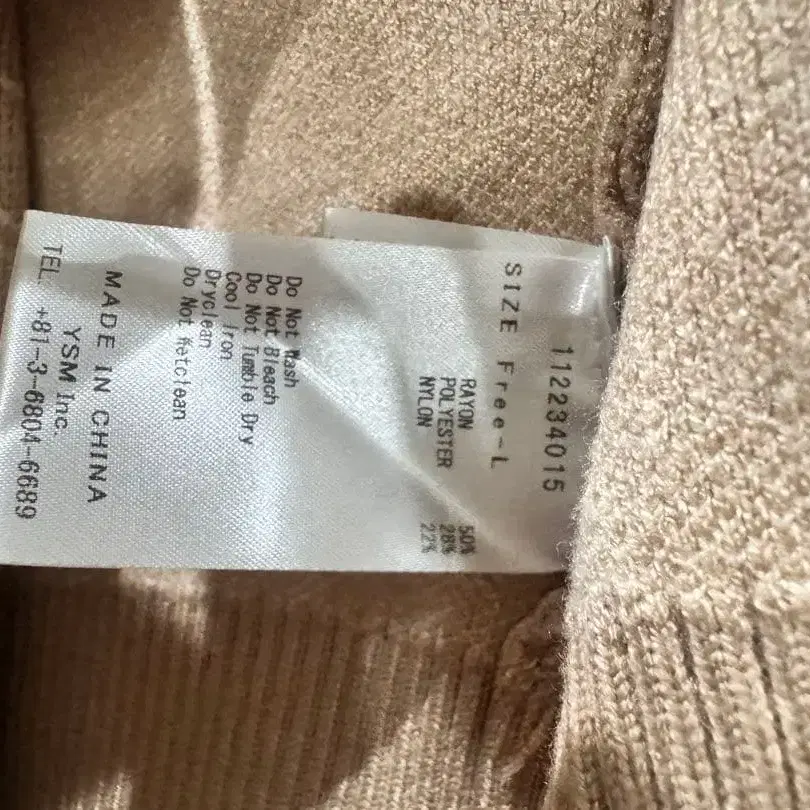 112234015
SIZE Free-L
RAYON 50%
POLYESTER 28%
NYLON 22%
Do Not Wash
Do Not Bleach
Do Not Tumble Dry
Cool Iron
Dryclean
Do Not Wetclean
MADE IN CHINA
YSM Inc.
TEL. +81-3-6804-6689